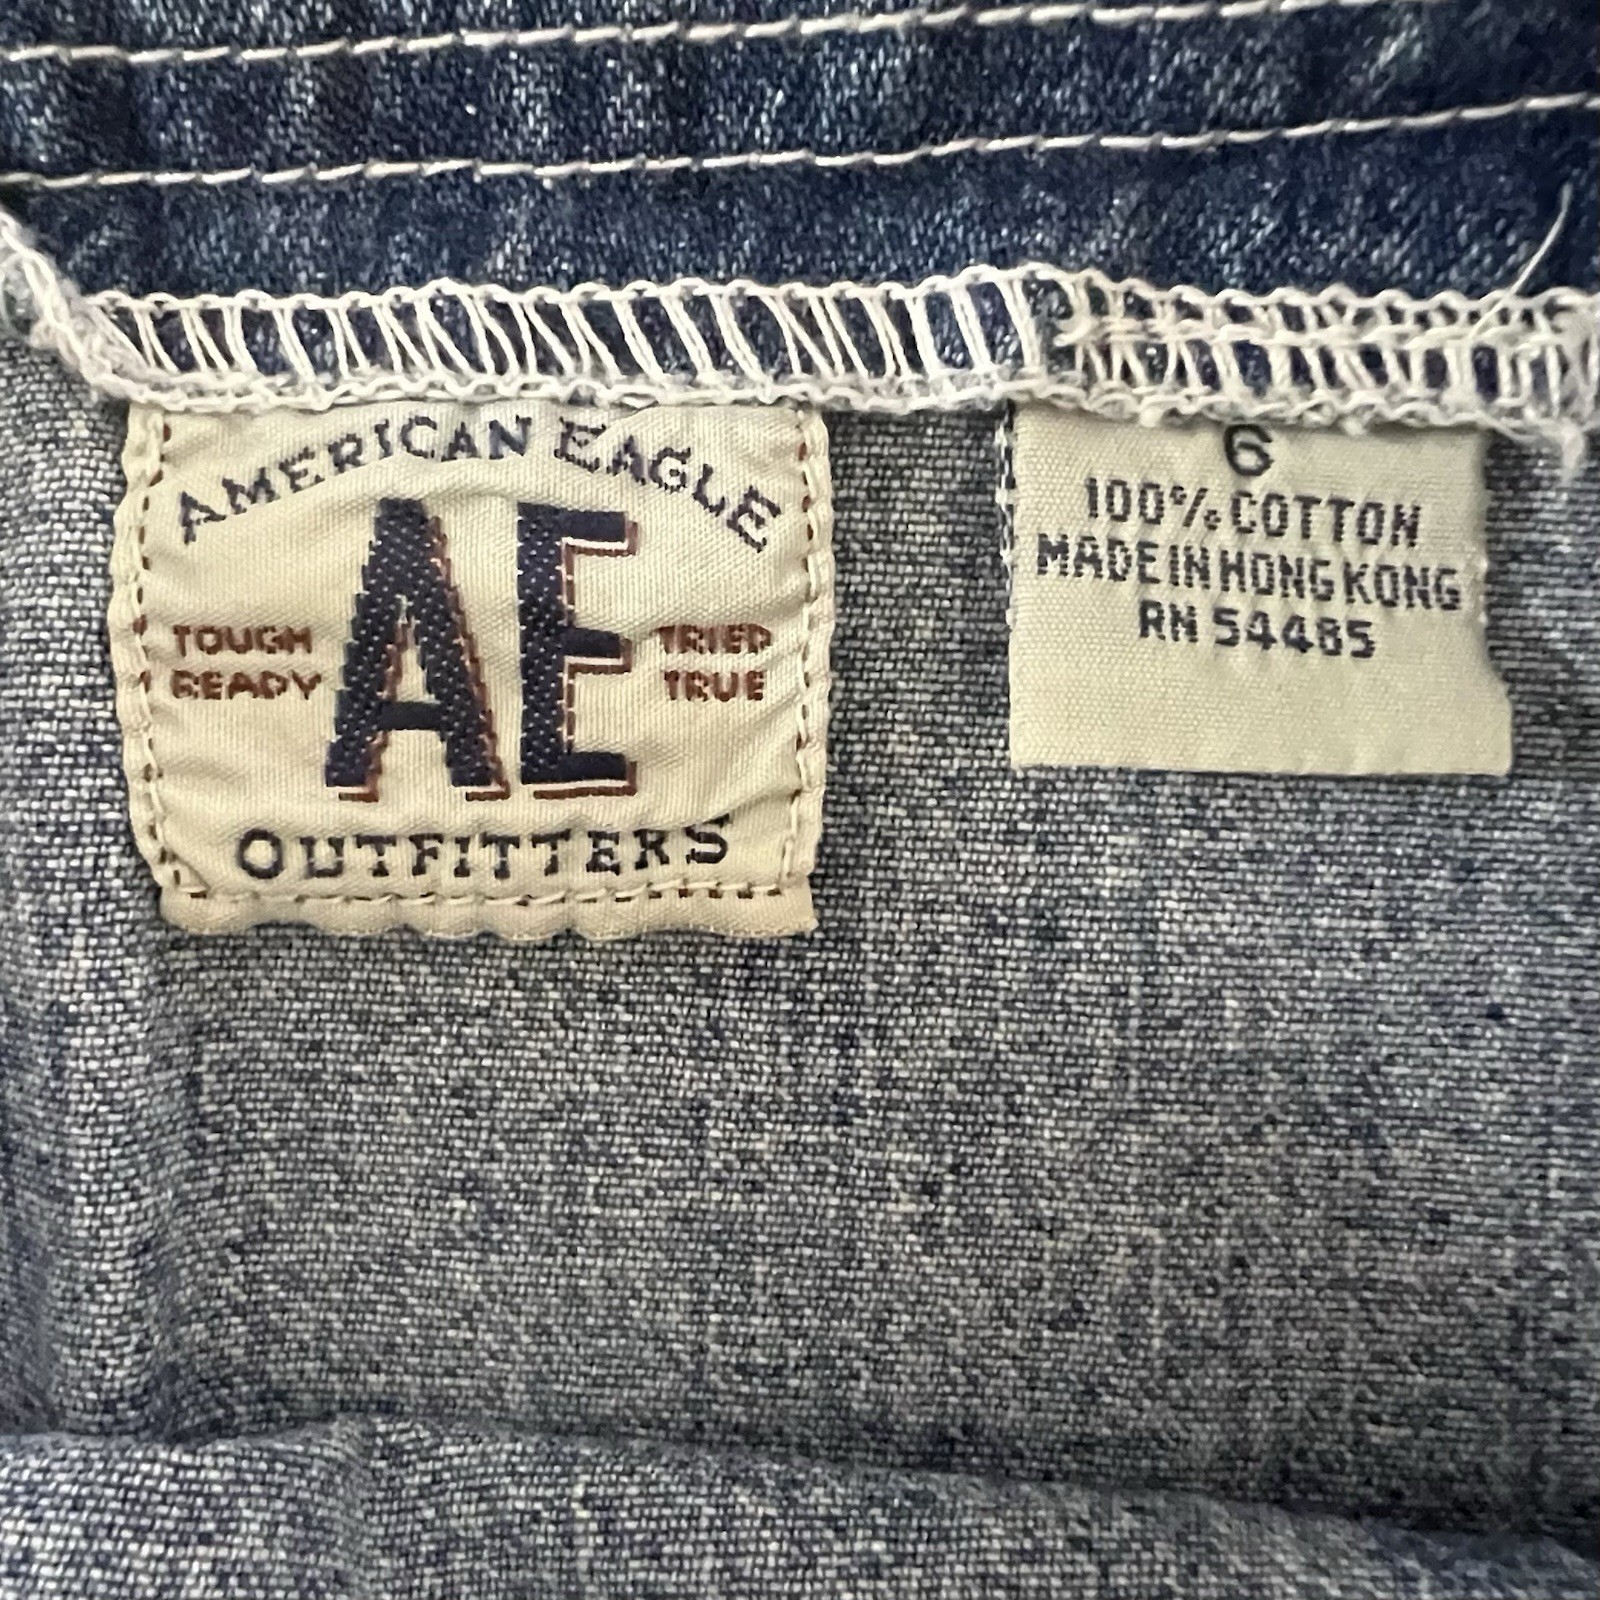 AMERICAN EAGLE
TOUGH
READY
AE
TRIED
TRUE
OUTFITTERS
6
100% COTTON
MADE IN HONG KONG
RN 54485